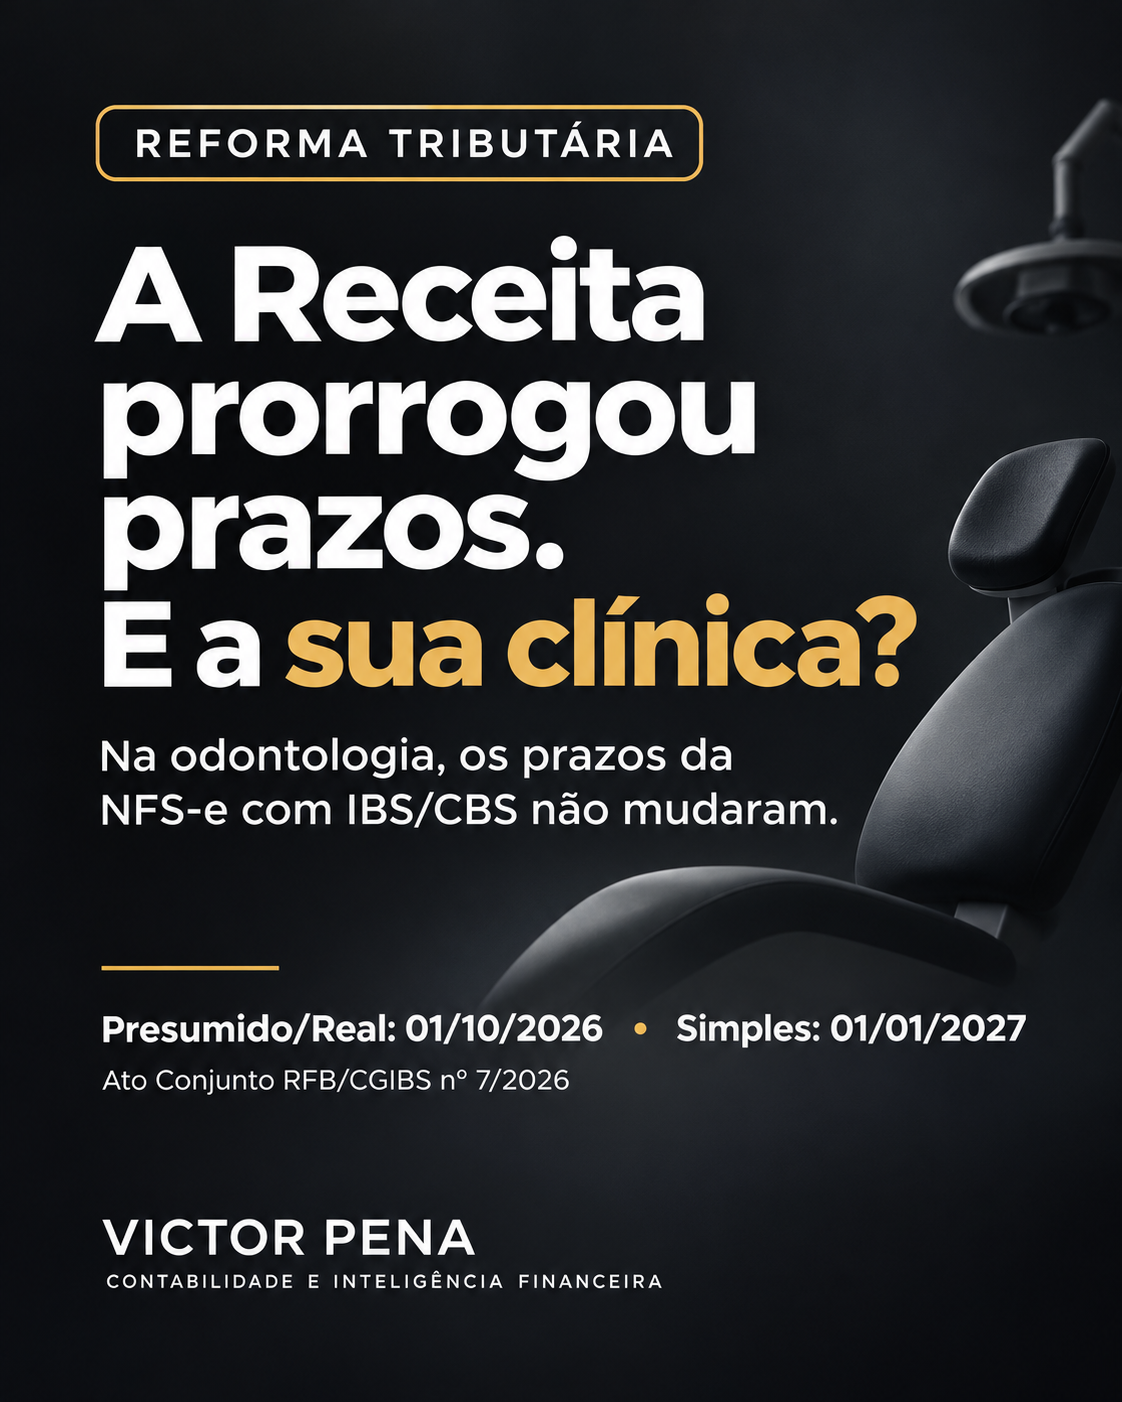 REFORMA TRIBUTÁRIA
A Receita
prorrogou
prazos.
E a sua clínica?
Na odontologia, os prazos da
NFS-e com IBS/CBS não mudaram.
Presumido/Real: 01/10/2026 • Simples: 01/01/2027
Ato Conjunto RFB/CGIBS nº 7/2026
VICTOR PENA
CONTABILIDADE E INTELIGÊNCIA FINANCEIRA